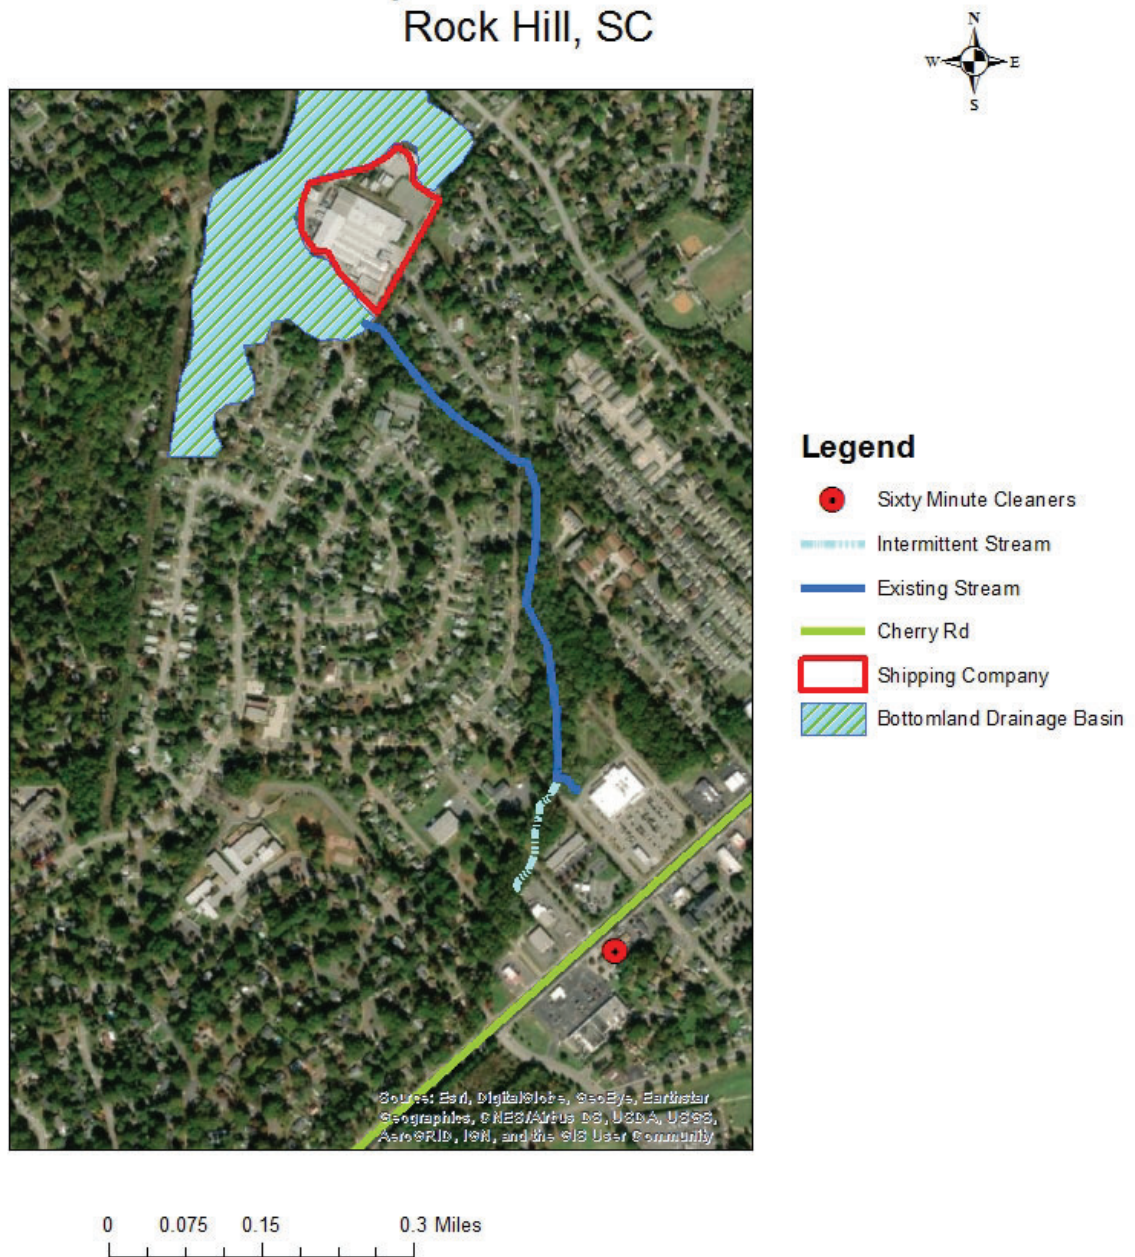 Rock Hill, SC
N
W E
S
Legend
Sixty Minute Cleaners
Intermittent Stream
Existing Stream
Cherry Rd
Shipping Company
Bottomland Drainage Basin
Source: Esri, DigitalGlobe, GeoEye, Earthstar
Geographics, CNES/Airbus DS, USDA, USGS,
AeroGRID, IGN, and the GIS User Community
0 0.075 0.15 0.3 Miles